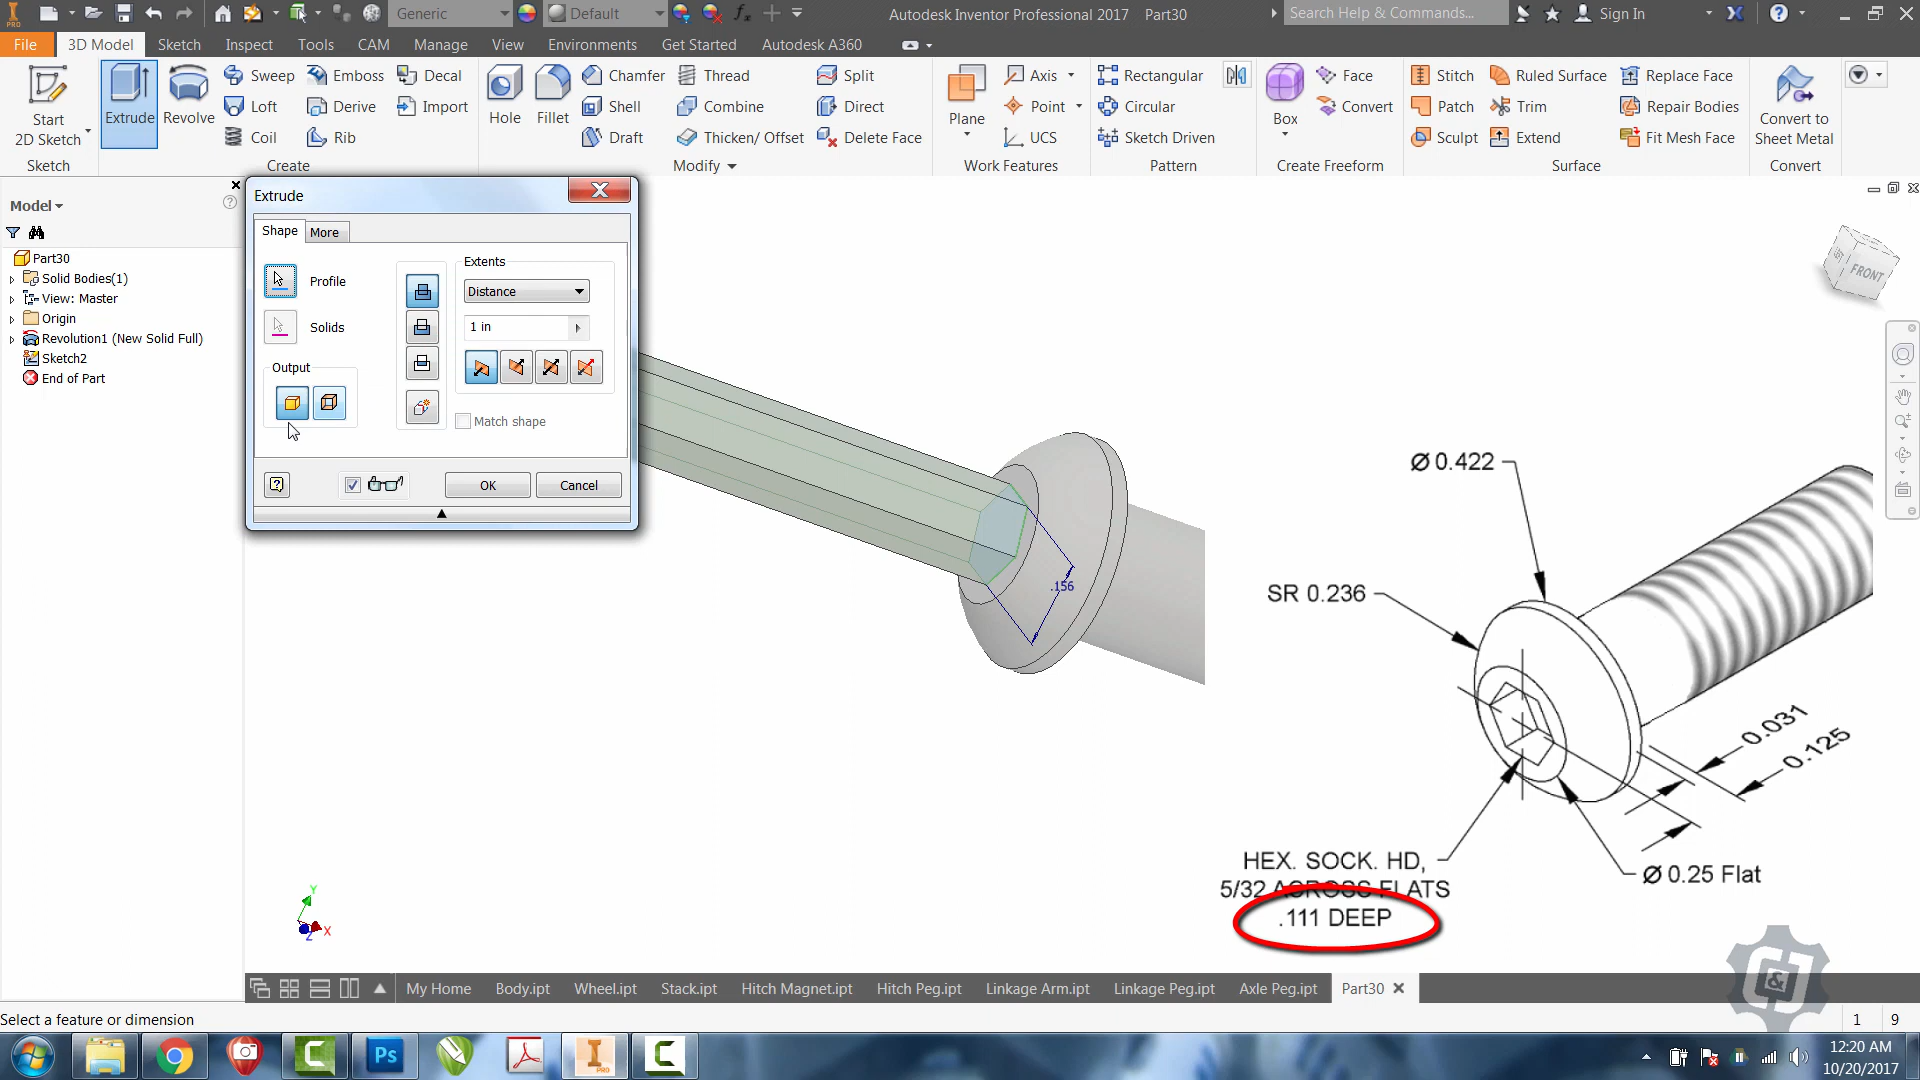 Generic
Default
Autodesk Inventor Professional 2017 Part30
Search Help & Commands...
Sign In
File
3D Model
Sketch
Inspect
Tools
CAM
Manage
View
Environments
Get Started
Autodesk A360
Start
2D Sketch
Sketch
Extrude
Revolve
Sweep
Loft
Coil
Emboss
Derive
Rib
Decal
Import
Create
Hole
Fillet
Chamfer
Shell
Draft
Thread
Combine
Thicken/ Offset
Split
Direct
Delete Face
Modify
Plane
Axis
Point
UCS
Work Features
Rectangular
Circular
Sketch Driven
Pattern
Box
Face
Convert
Create Freeform
Stitch
Patch
Sculpt
Ruled Surface
Trim
Extend
Replace Face
Repair Bodies
Fit Mesh Face
Surface
Convert to
Sheet Metal
Convert
Model
Part30
Solid Bodies(1)
View: Master
Origin
Revolution1 (New Solid Full)
Sketch2
End of Part
Extrude
Shape
More
Profile
Solids
Output
Extents
Distance
1 in
Match shape
OK
Cancel
FRONT
.156
Ø 0.422
SR 0.236
0.031
0.125
HEX. SOCK. HD,
5/32 ACROSS FLATS
.111 DEEP
Ø 0.25 Flat
Y
X
Z
My Home
Body.ipt
Wheel.ipt
Stack.ipt
Hitch Magnet.ipt
Hitch Peg.ipt
Linkage Arm.ipt
Linkage Peg.ipt
Axle Peg.ipt
Part30
Select a feature or dimension
1
9
Ps
12:20 AM
10/20/2017